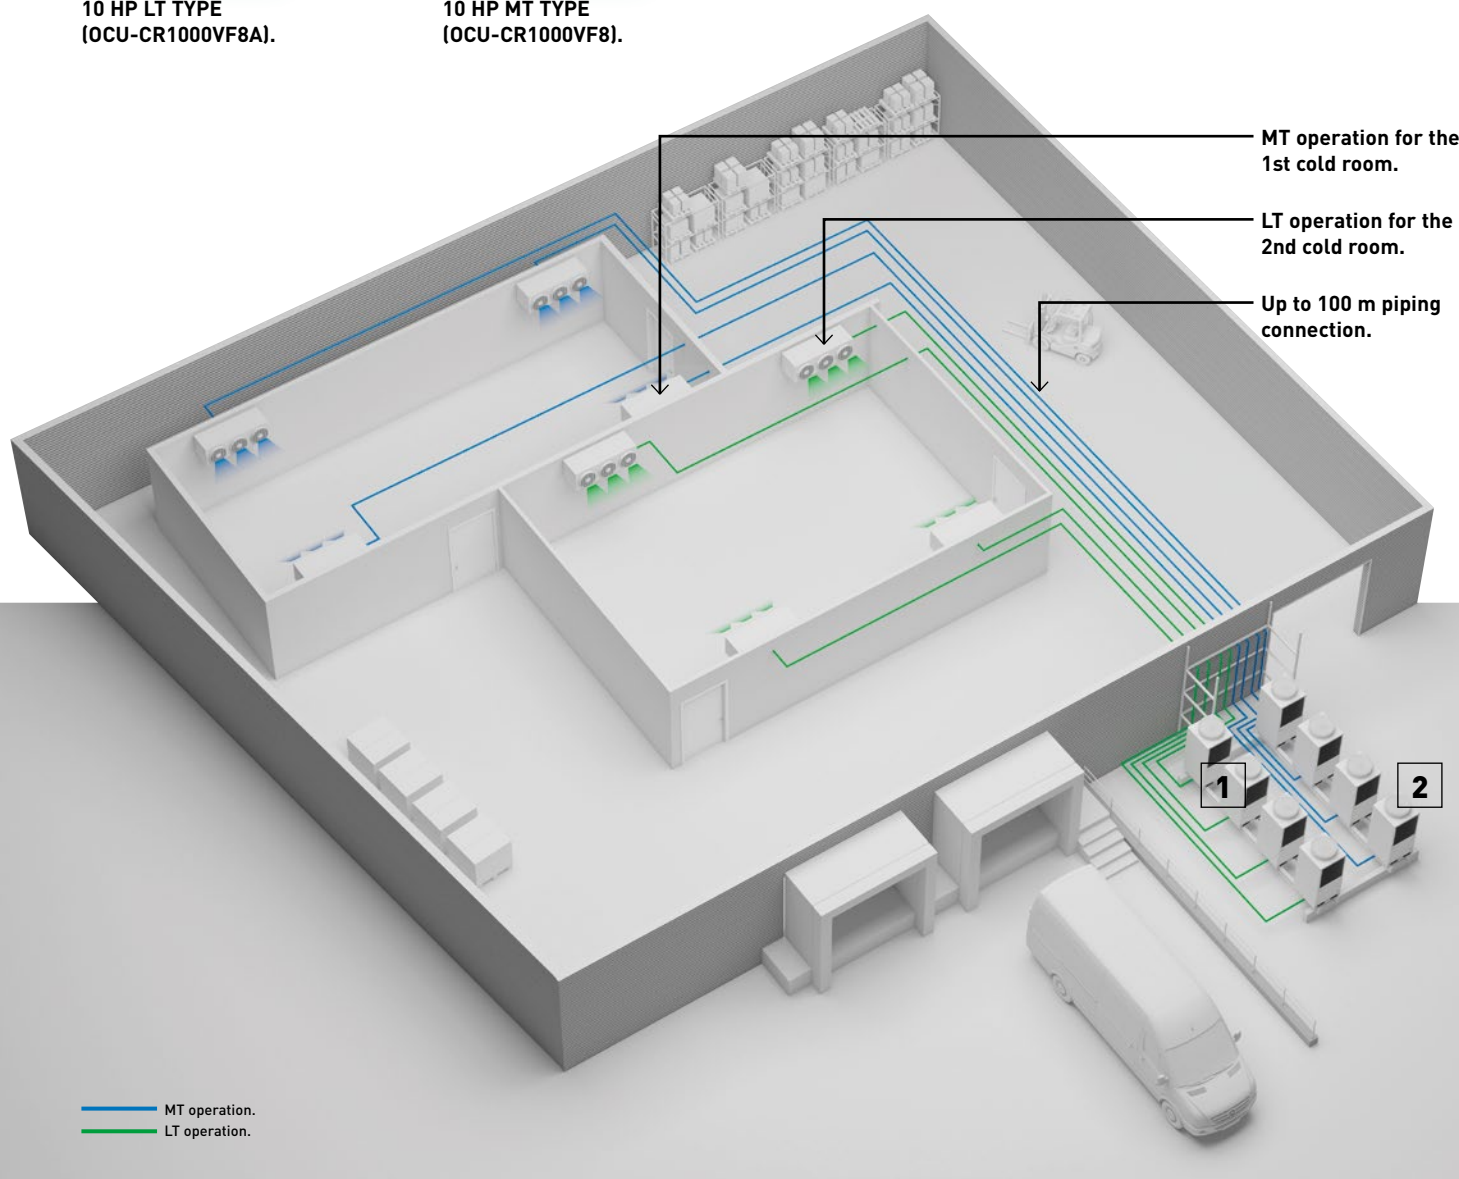 10 HP LT TYPE
(OCU-CR1000VF8A).
10 HP MT TYPE
(OCU-CR1000VF8).
MT operation for the
1st cold room.
LT operation for the
2nd cold room.
Up to 100 m piping
connection.
1
2
MT operation.
LT operation.